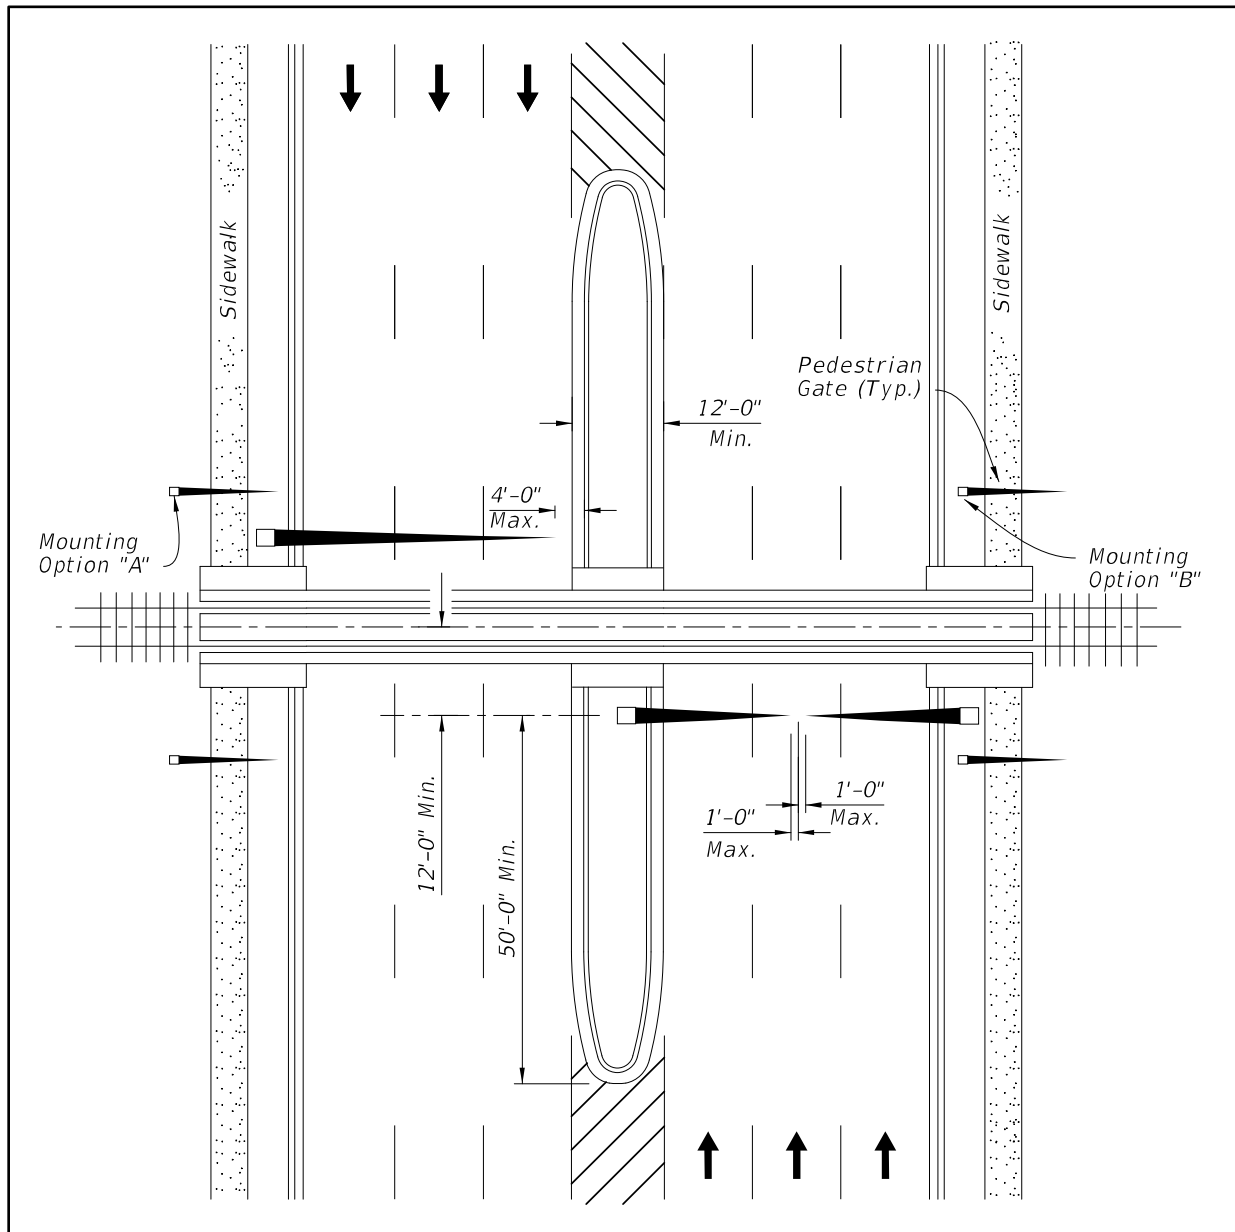 Sidewalk
Sidewalk
Pedestrian
Gate (Typ.)
12'-0"
Min.
4'-0"
Max.
Mounting
Option "A"
Mounting
Option "B"
12'-0" Min.
50'-0" Min.
1'-0"
Max.
1'-0"
Max.